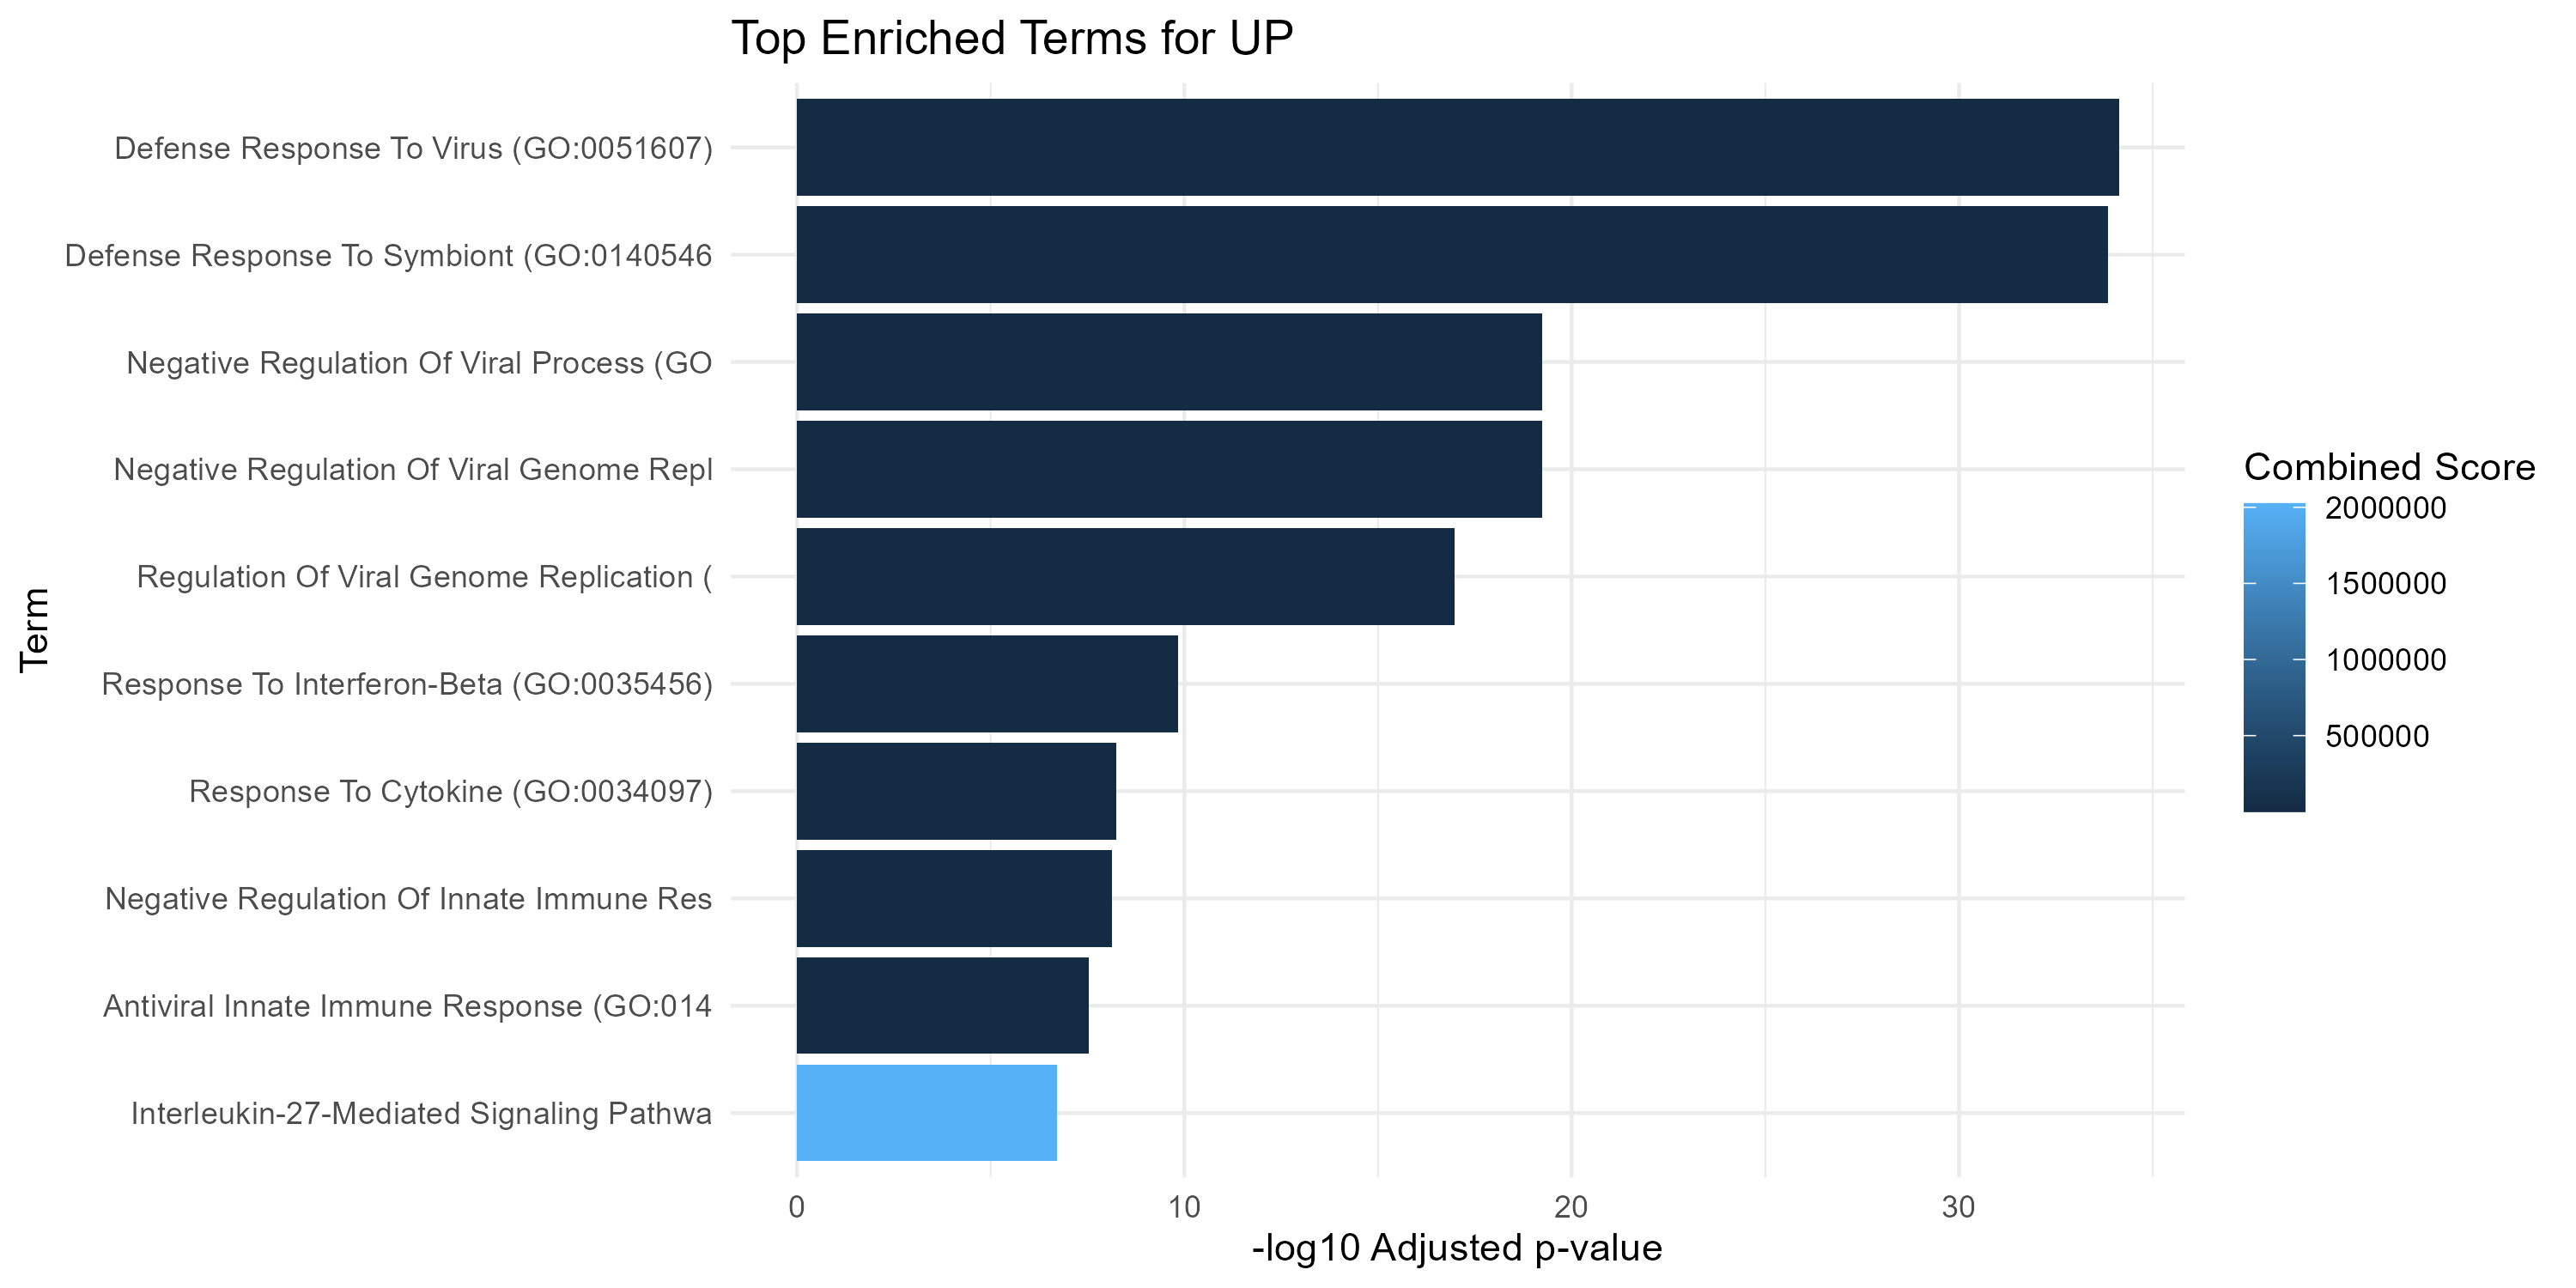 Top Enriched Terms for UP
Defense Response To Virus (GO:0051607)
Defense Response To Symbiont (GO:0140546
Negative Regulation Of Viral Process (GO
Negative Regulation Of Viral Genome Repl
Regulation Of Viral Genome Replication (
Response To Interferon-Beta (GO:0035456)
Response To Cytokine (GO:0034097)
Negative Regulation Of Innate Immune Res
Antiviral Innate Immune Response (GO:014
Interleukin-27-Mediated Signaling Pathwa
Term
0 10 20 30
-log10 Adjusted p-value
Combined Score
2000000
1500000
1000000
500000